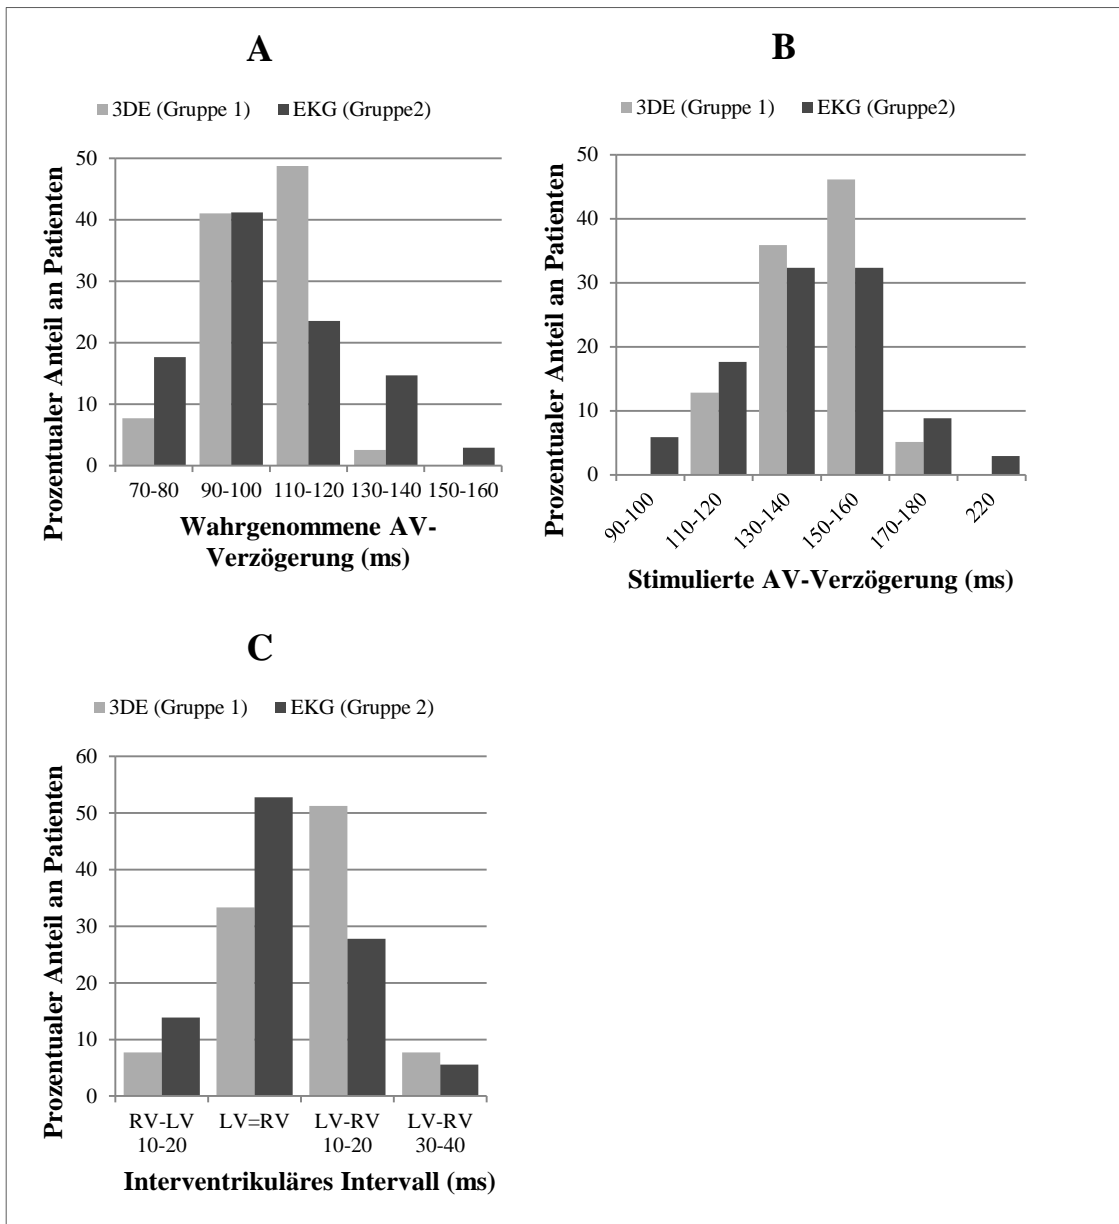 A
3DE (Gruppe 1) EKG (Gruppe2)
Prozentualer Anteil an Patienten
50
40
30
20
10
0
70-80 90-100 110-120 130-140 150-160
Wahrgenommene AV-
Verzögerung (ms)
B
3DE (Gruppe 1) EKG (Gruppe2)
Prozentualer Anteil an Patienten
50
40
30
20
10
0
90-100 110-120 130-140 150-160 170-180 220
Stimulierte AV-Verzögerung (ms)
C
3DE (Gruppe 1) EKG (Gruppe 2)
Prozentualer Anteil an Patienten
60
50
40
30
20
10
0
RV-LV LV=RV LV-RV LV-RV
10-20 10-20 30-40
Interventrikuläres Intervall (ms)